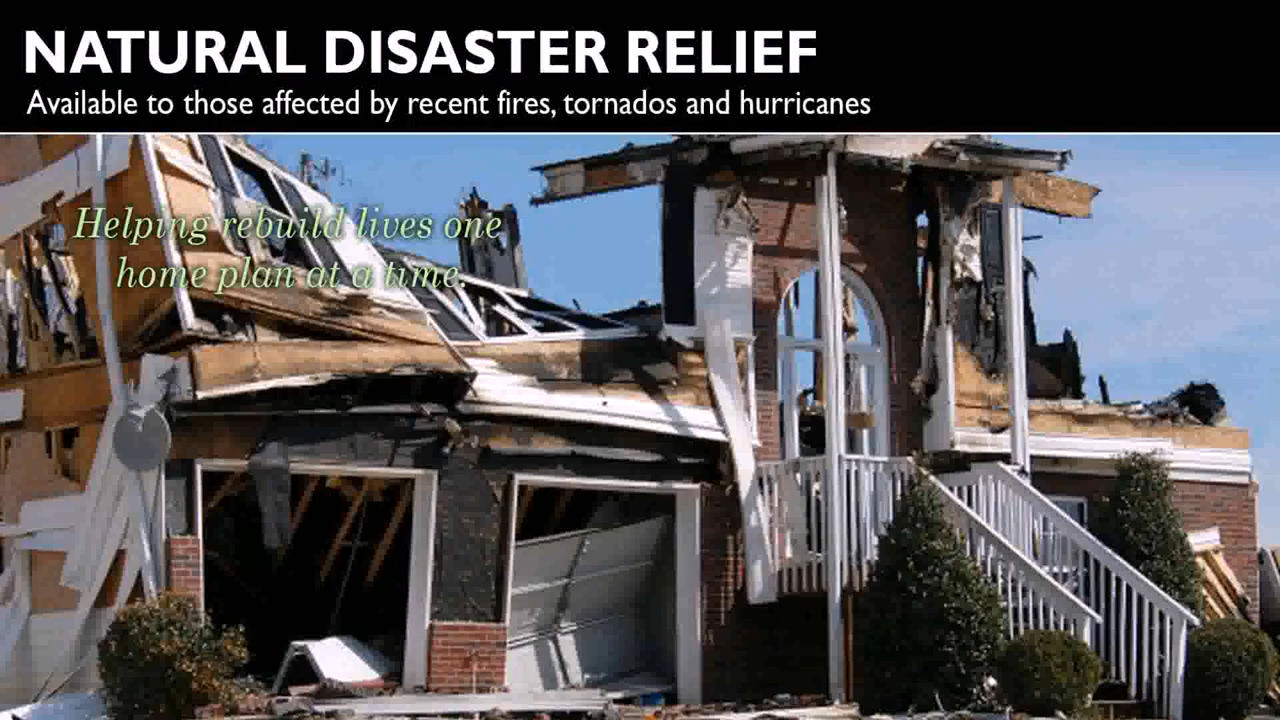 NATURAL DISASTER RELIEF
Available to those affected by recent fires, tornados and hurricanes
Helping rebuild lives one
home plan at a time.